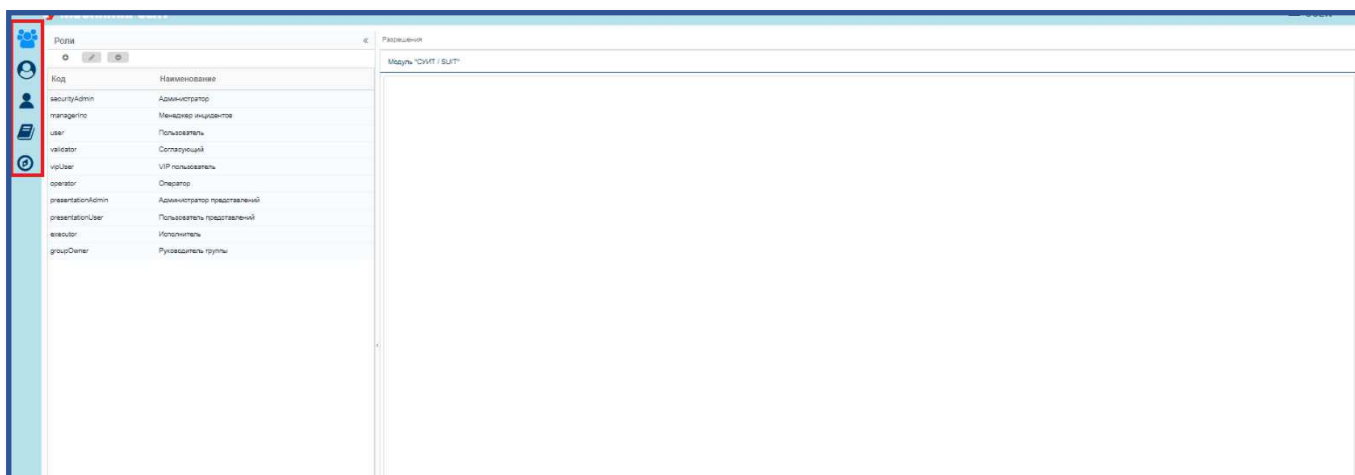 Роли
Разрешения
Модуль "СУИТ / SUIT"
Код Наименование
securityAdmin Администратор
managerInc Менеджер инцидентов
user Пользователь
validator Согласующий
vipUser VIP пользователь
operator Оператор
presentationAdmin Администратор представлений
presentationUser Пользователь представлений
executor Исполнитель
groupOwner Руководитель группы